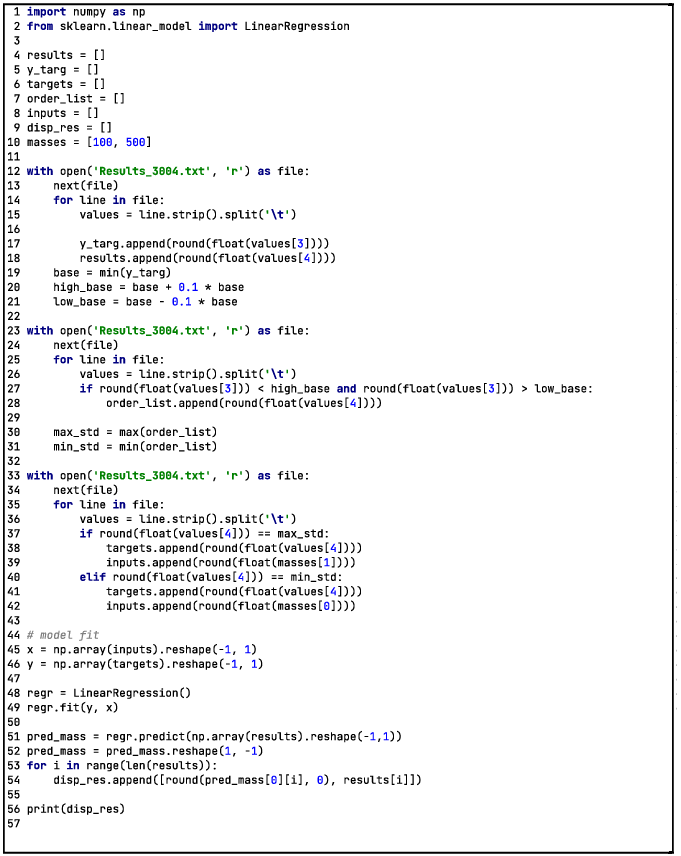 1 import numpy as np
2 from sklearn.linear_model import LinearRegression
3
4 results = []
5 y_targ = []
6 targets = []
7 order_list = []
8 inputs = []
9 disp_res = []
10 masses = [100, 500]
11
12 with open('Results_3004.txt', 'r') as file:
13     next(file)
14     for line in file:
15         values = line.strip().split('\t')
16
17         y_targ.append(round(float(values[3])))
18         results.append(round(float(values[4])))
19     base = min(y_targ)
20     high_base = base + 0.1 * base
21     low_base = base - 0.1 * base
22
23 with open('Results_3004.txt', 'r') as file:
24     next(file)
25     for line in file:
26         values = line.strip().split('\t')
27         if round(float(values[3])) < high_base and round(float(values[3])) > low_base:
28             order_list.append(round(float(values[4])))
29
30     max_std = max(order_list)
31     min_std = min(order_list)
32
33 with open('Results_3004.txt', 'r') as file:
34     next(file)
35     for line in file:
36         values = line.strip().split('\t')
37         if round(float(values[4])) == max_std:
38             targets.append(round(float(values[4])))
39             inputs.append(round(float(masses[1])))
40         elif round(float(values[4])) == min_std:
41             targets.append(round(float(values[4])))
42             inputs.append(round(float(masses[0])))
43
44 # model fit
45 x = np.array(inputs).reshape(-1, 1)
46 y = np.array(targets).reshape(-1, 1)
47
48 regr = LinearRegression()
49 regr.fit(y, x)
50
51 pred_mass = regr.predict(np.array(results).reshape(-1,1))
52 pred_mass = pred_mass.reshape(1, -1)
53 for i in range(len(results)):
54     disp_res.append([round(pred_mass[0][i], 0), results[i]])
55
56 print(disp_res)
57